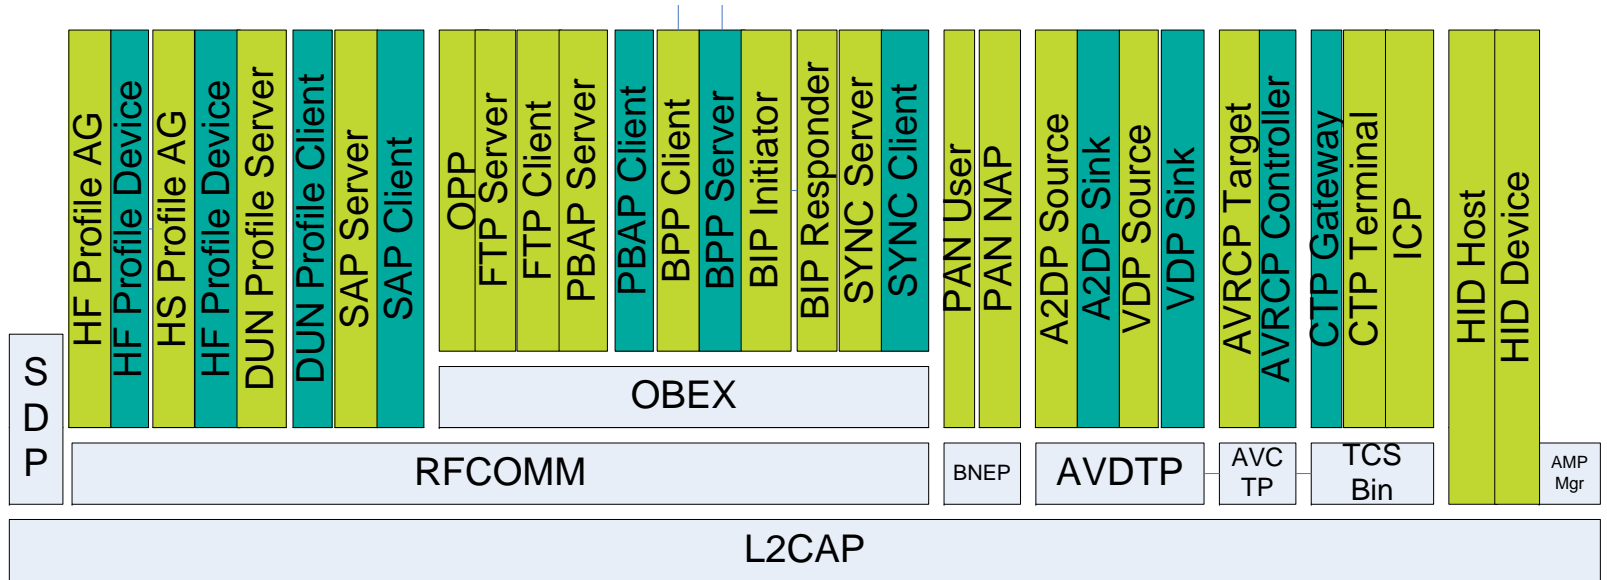 HF Profile AG
HF Profile Device
HS Profile AG
HF Profile Device
DUN Profile Server
DUN Profile Client
SAP Server
SAP Client
OPP
FTP Server
FTP Client
PBAP Server
PBAP Client
BPP Client
BPP Server
BIP Initiator
BIP Responder
SYNC Server
SYNC Client
PAN User
PAN NAP
A2DP Source
A2DP Sink
VDP Source
VDP Sink
AVRCP Target
AVRCP Controller
CTP Gateway
CTP Terminal
ICP
HID Host
HID Device
S
D
P
OBEX
RFCOMM
BNEP
AVDTP
AVC
TP
TCS
Bin
AMP
Mgr
L2CAP